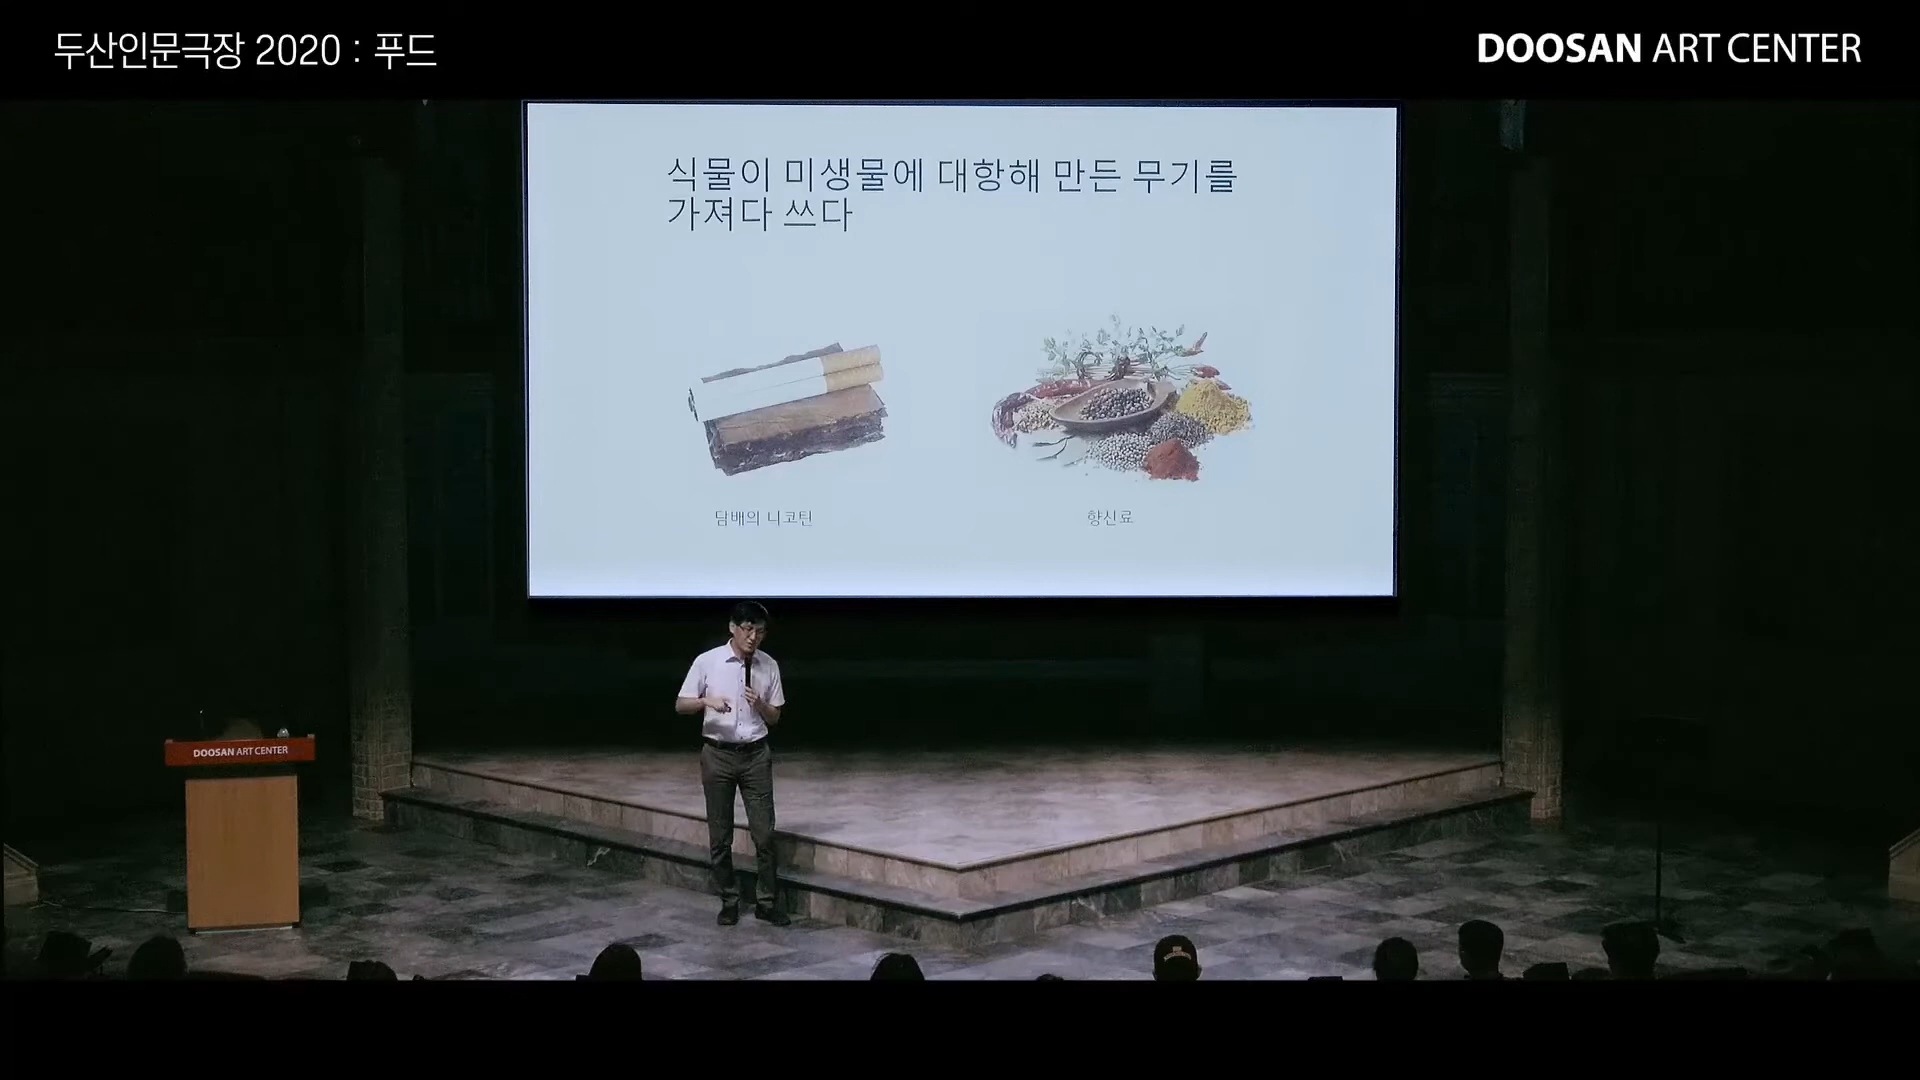 두산인문극장 2020 : 푸드
DOOSAN ART CENTER
식물이 미생물에 대항해 만든 무기를
가져다 쓰다
담배의 니코틴
향신료
DOOSAN ART CENTER